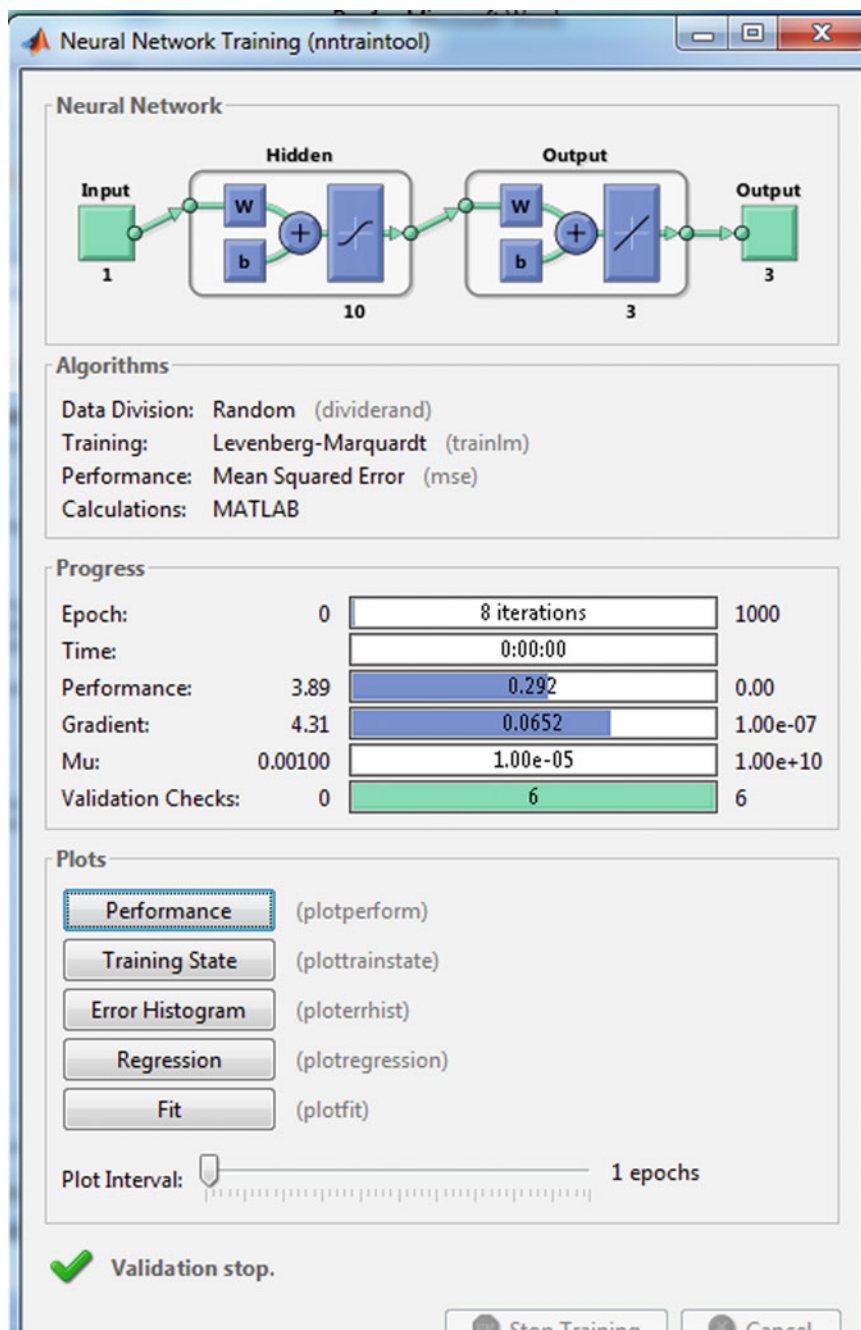 Neural Network Training (nntraintool)
Neural Network
Hidden
Output
Input
W
b
+
W
b
+
Output
1
10
3
3
Algorithms
Data Division: Random (dividerand)
Training: Levenberg-Marquardt (trainlm)
Performance: Mean Squared Error (mse)
Calculations: MATLAB
Progress
Epoch: 0 8 iterations 1000
Time: 0:00:00
Performance: 3.89 0.292 0.00
Gradient: 4.31 0.0652 1.00e-07
Mu: 0.00100 1.00e-05 1.00e+10
Validation Checks: 0 6 6
Plots
Performance (plotperform)
Training State (plottrainstate)
Error Histogram (ploterrhist)
Regression (plotregression)
Fit (plotfit)
Plot Interval: 1 epochs
Validation stop.
Stop Training Cancel